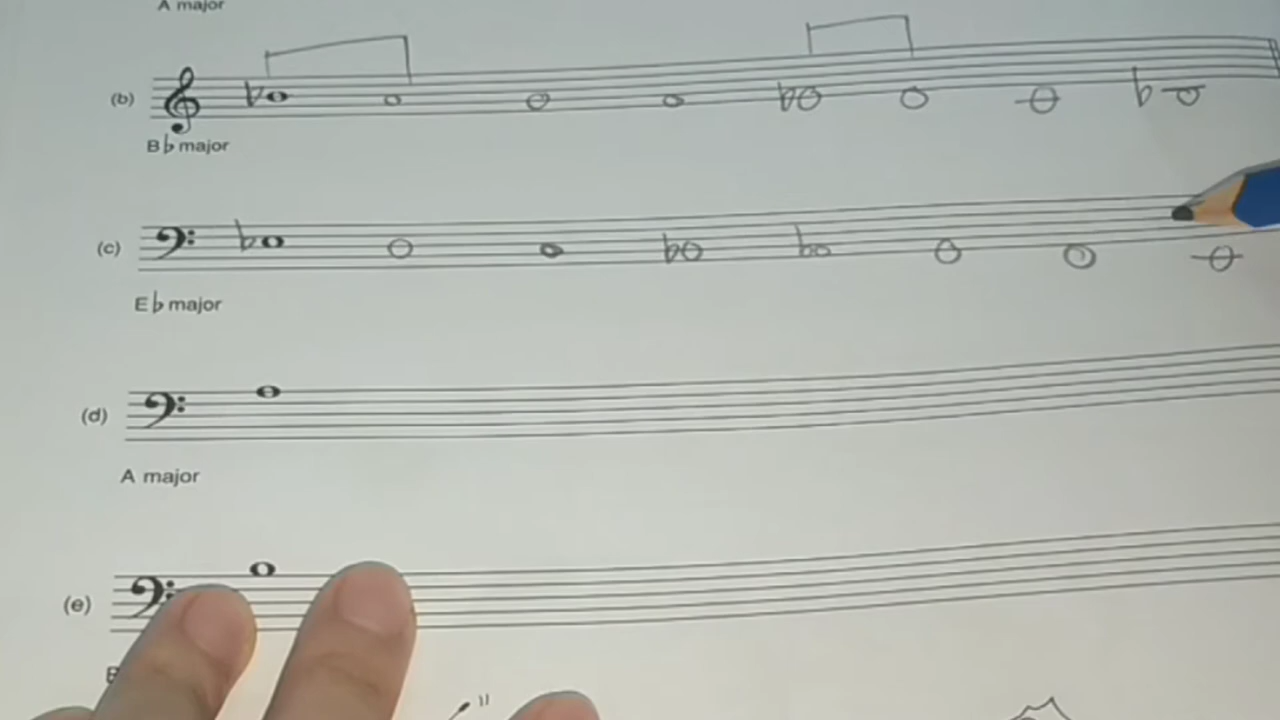 A major
(b)
B♭ major
(c)
E♭ major
(d)
A major
(e)